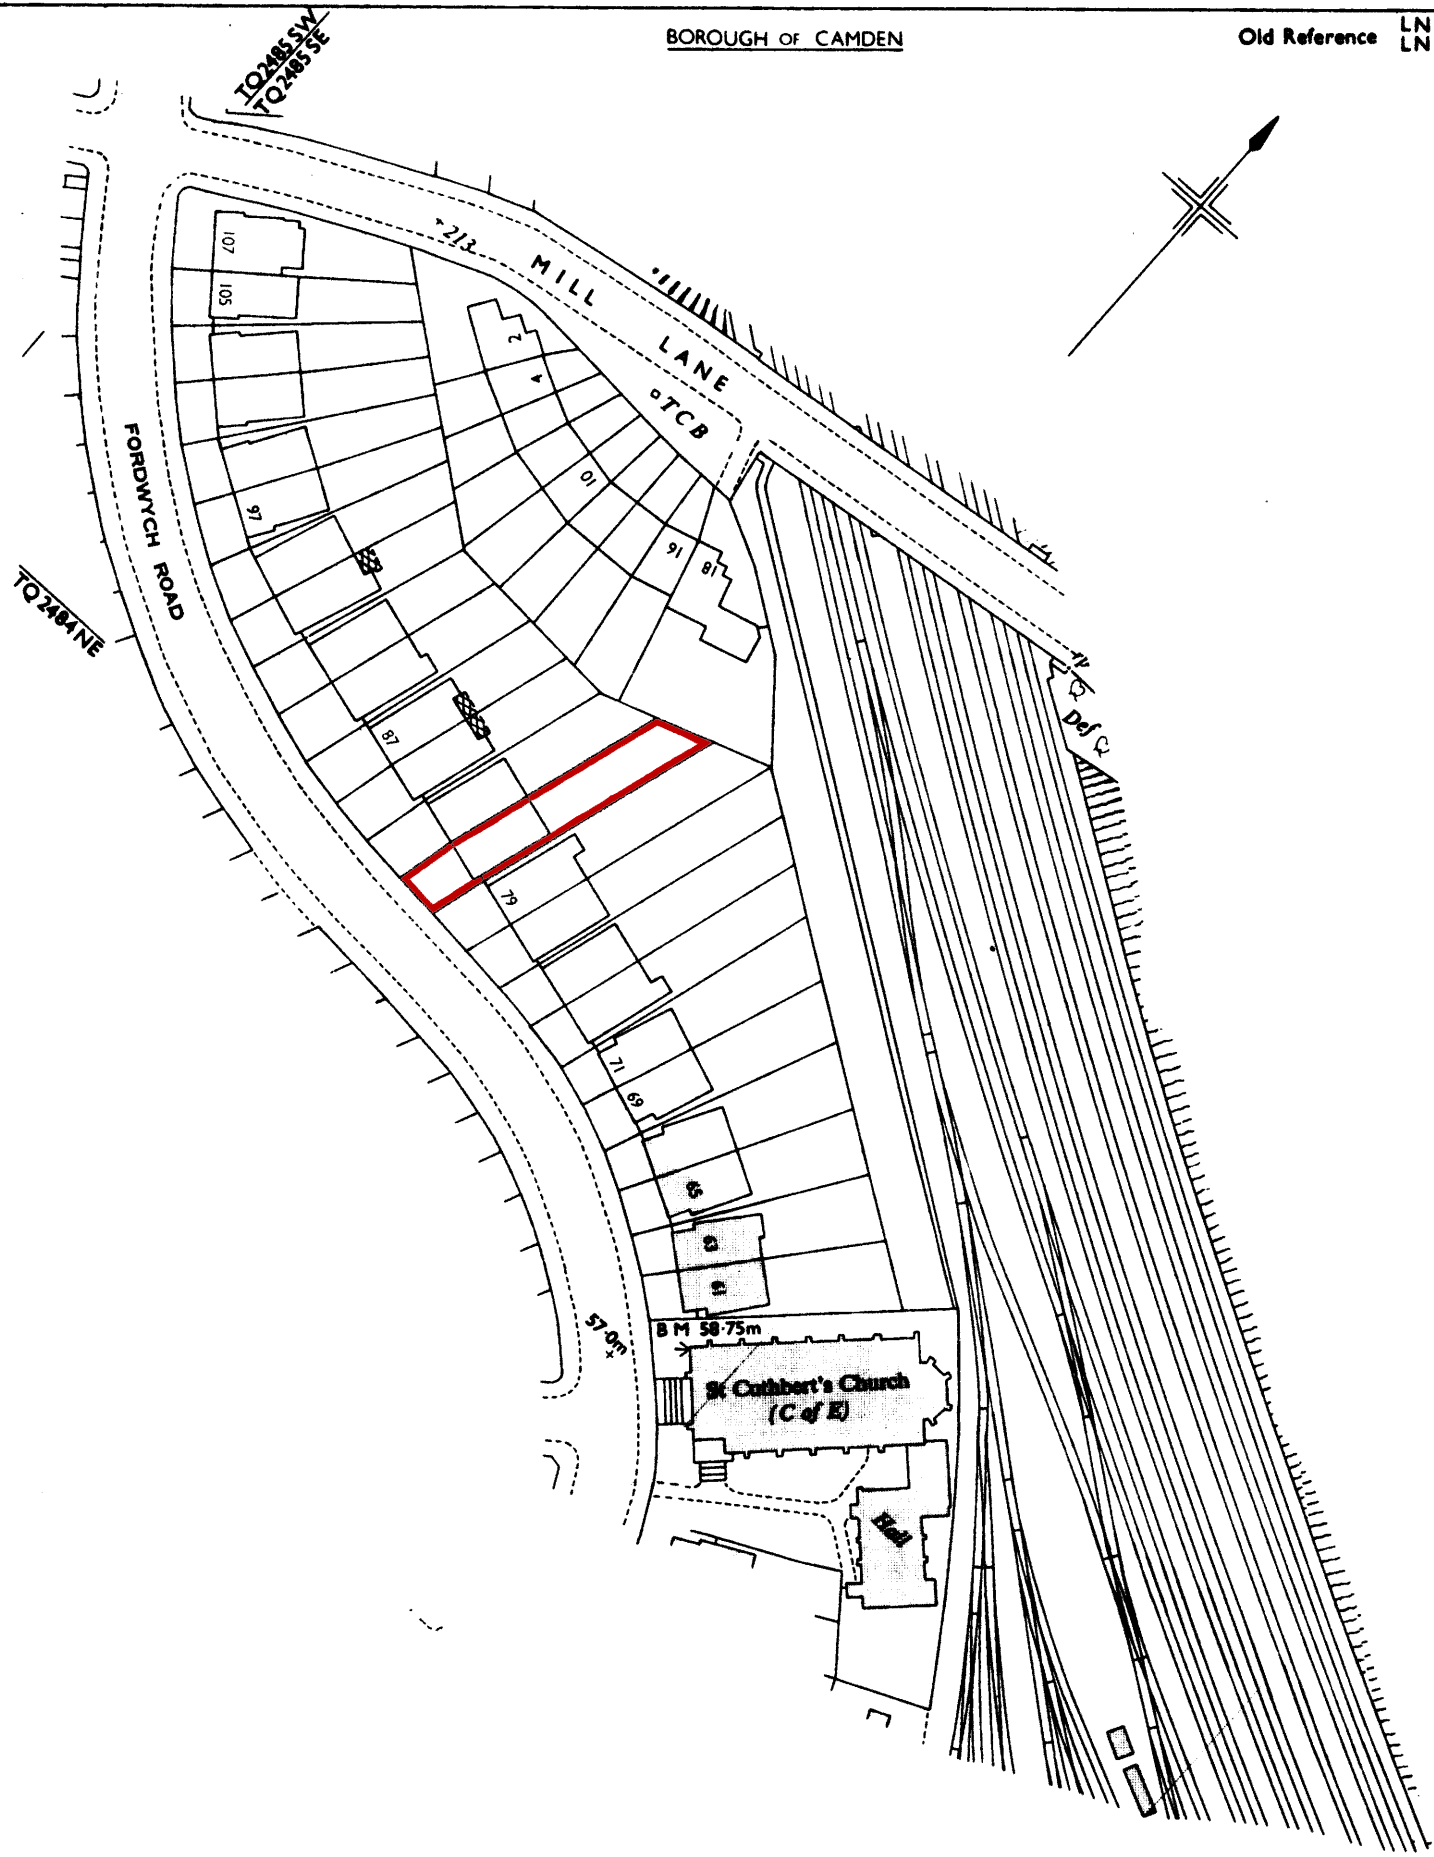 BOROUGH OF CAMDEN
Old Reference LN
LN
TQ2485SW
TQ2485SE
213
MILL LANE
TCB
107
105
97
87
79
71
69
65
63
61
2
4
10
16
18
FORDWYCH ROAD
TQ2484NE
Def
57·0m
B M 58·75m
St Cuthbert's Church
(C of E)
Hall